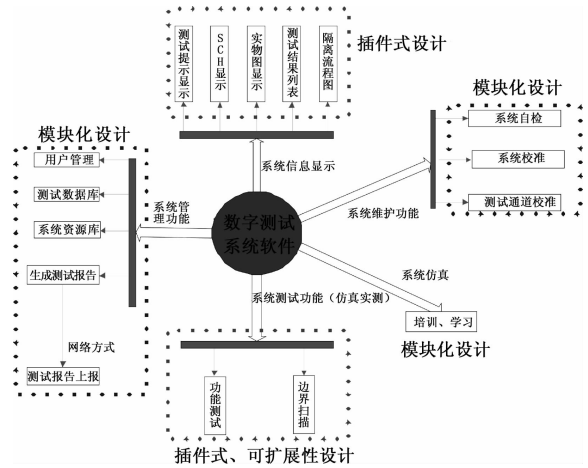 测试提示显示
SCH显示
实物图显示
测试结果列表
隔离流程图
插件式设计
模块化设计
系统自检
系统校准
测试通道校准
模块化设计
用户管理
测试数据库
系统资源库
生成测试报告
网络方式
测试报告上报
系统信息显示
系统管
理功能
数字测试
系统软件
系统维护功能
系统仿真
培训、学习
模块化设计
系统测试功能（仿真实测）
功能测试
边界扫描
插件式、可扩展性设计